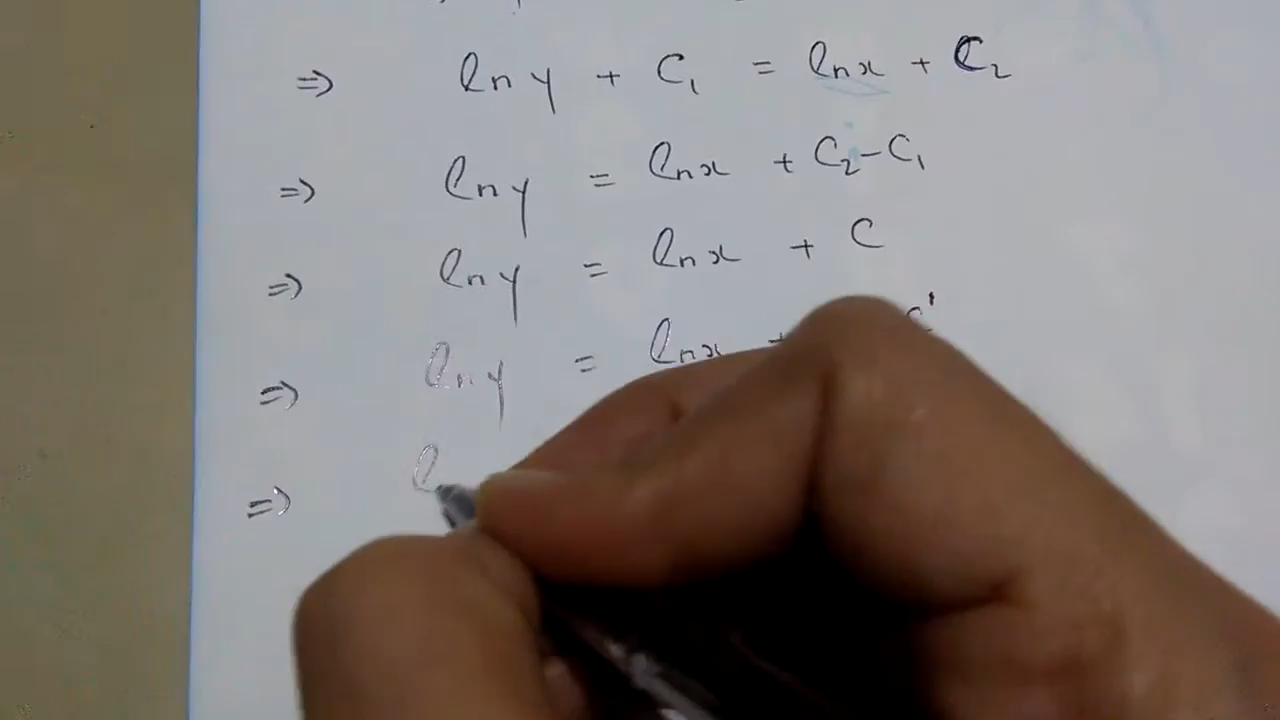 ⇒ ln y + C₁ = ln x + C₂
⇒ ln y = ln x + C₂ - C₁
⇒ ln y = ln x + C
⇒ ln y = ln x + C'
⇒ l